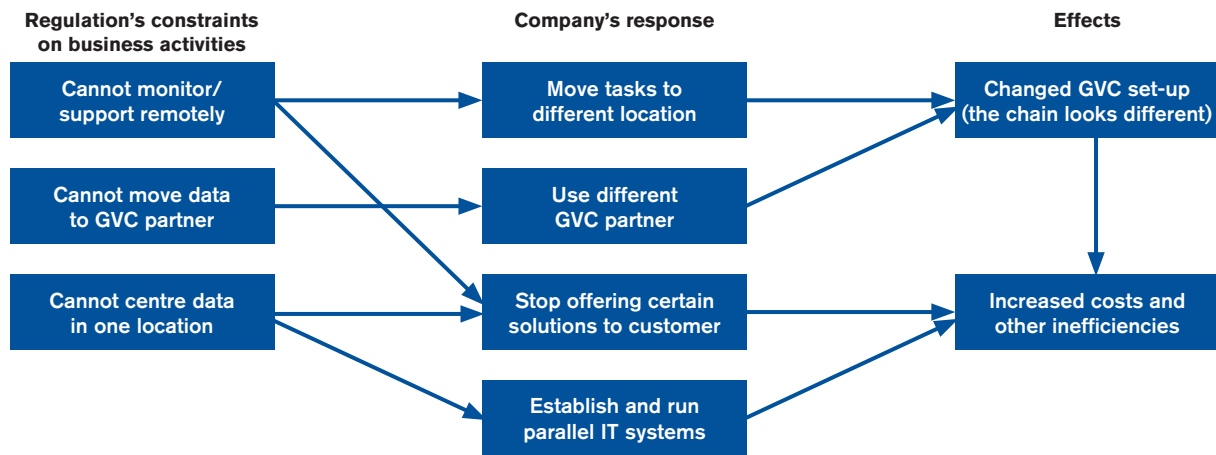 Regulation's constraints
on business activities
Company's response
Effects
Cannot monitor/
support remotely
Move tasks to
different location
Changed GVC set-up
(the chain looks different)
Cannot move data
to GVC partner
Use different
GVC partner
Cannot centre data
in one location
Stop offering certain
solutions to customer
Increased costs and
other inefficiencies
Establish and run
parallel IT systems